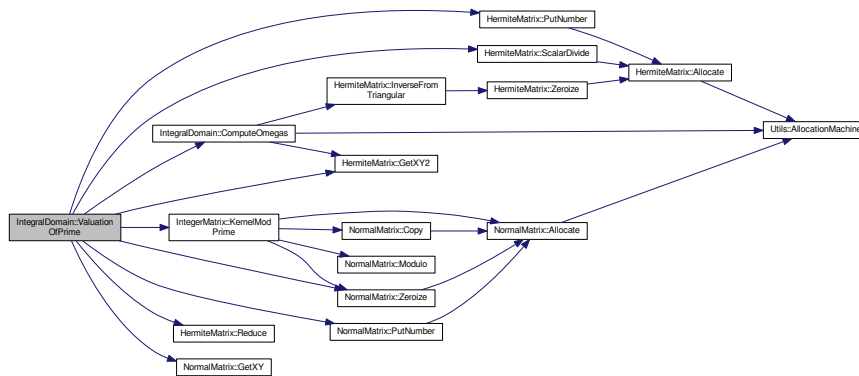 HermiteMatrix::PutNumber
HermiteMatrix::ScalarDivide
HermiteMatrix::Allocate
HermiteMatrix::InverseFrom
Triangular
HermiteMatrix::Zeroize
IntegralDomain::ComputeOmegas
Utils::AllocationMachine
HermiteMatrix::GetXY2
IntegralDomain::Valuation
OfPrime
IntegerMatrix::KernelMod
Prime
NormalMatrix::Copy
NormalMatrix::Allocate
NormalMatrix::Modulo
NormalMatrix::Zeroize
HermiteMatrix::Reduce
NormalMatrix::PutNumber
NormalMatrix::GetXY